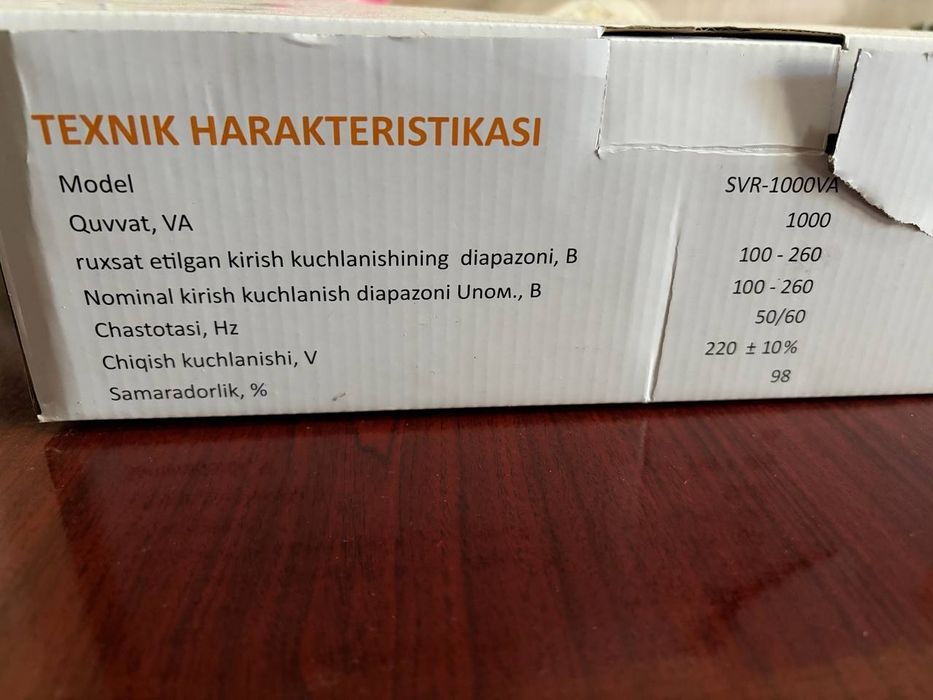 TEXNIK HARAKTERISTIKASI
Model SVR-1000VA
Quvvat, VA 1000
ruxsat etilgan kirish kuchlanishining diapazoni, B 100 - 260
Nominal kirish kuchlanish diapazoni Uпом., B 100 - 260
Chastotasi, Hz 50/60
Chiqish kuchlanishi, V 220 ± 10%
Samaradorlik, % 98